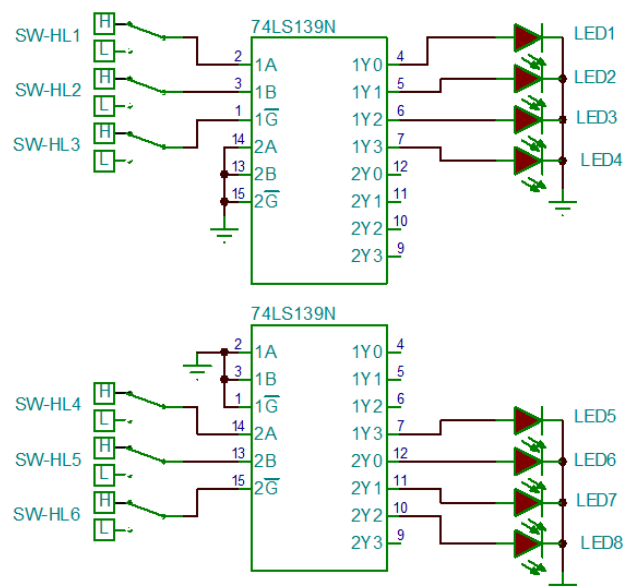 74LS139N
SW-HL1 H L
2 1A 1Y0 4 LED1
SW-HL2 H L
3 1B 1Y1 5 LED2
1 1G̅ 1Y2 6 LED3
SW-HL3 H L
14 2A 1Y3 7 LED4
13 2B 2Y0 12
15 2G̅ 2Y1 11
2Y2 10
2Y3 9
74LS139N
2 1A 1Y0 4
3 1B 1Y1 5
1 1G̅ 1Y2 6
SW-HL4 H L
14 2A 1Y3 7 LED5
SW-HL5 H L
13 2B 2Y0 12 LED6
15 2G̅ 2Y1 11 LED7
SW-HL6 H L
2Y2 10 LED8
2Y3 9